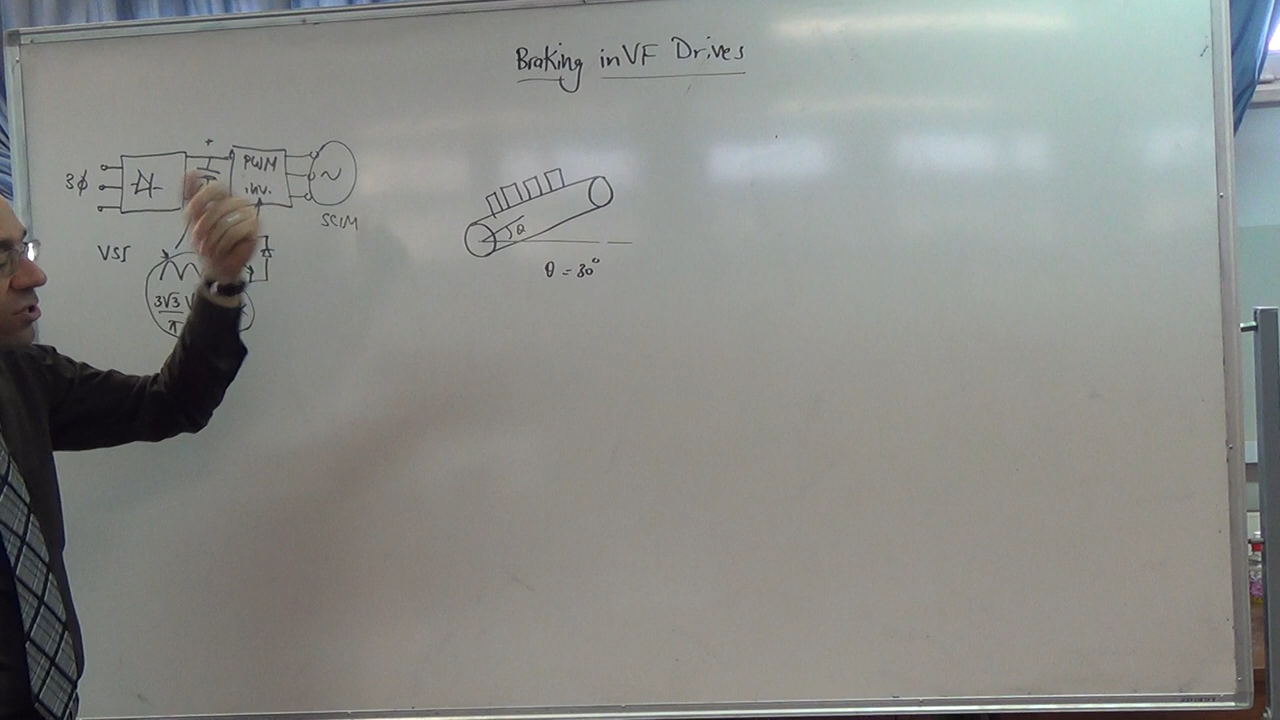 Braking in VF Drives
3ϕ
+
PWM
inv.
~
SCIM
VSI
3√3
π
θ
θ = 30°